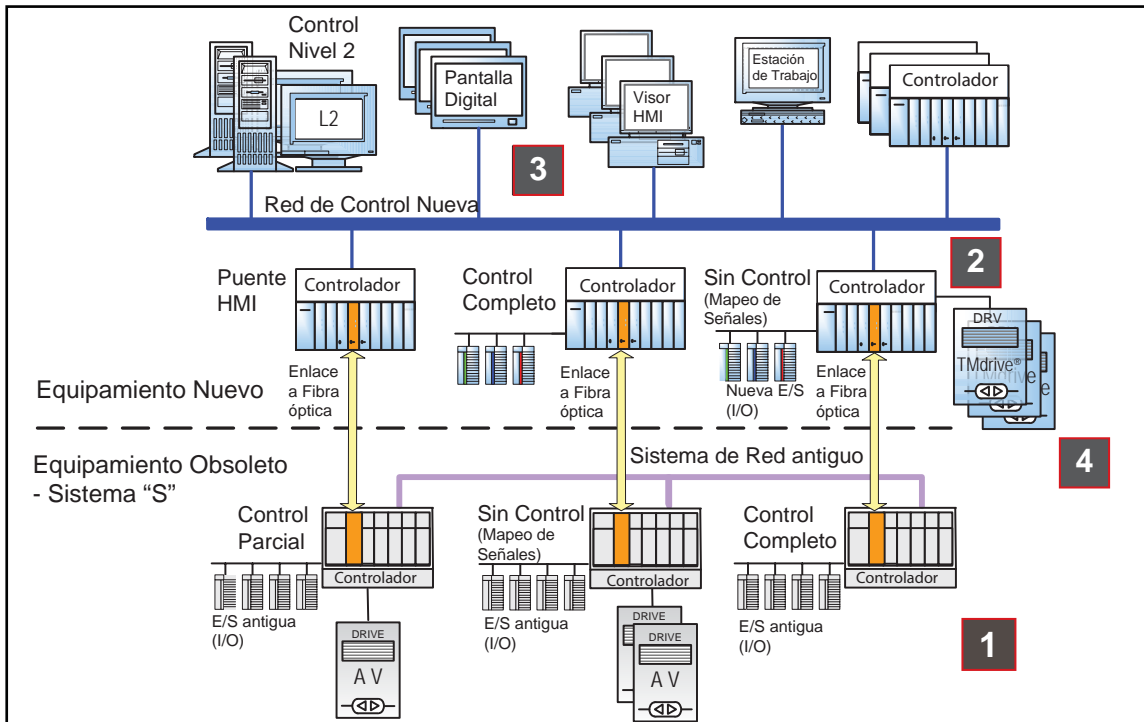 Control
Nivel 2
L2
Pantalla
Digital
Visor
HMI
Estación
de Trabajo
Controlador
3
Red de Control Nueva
2
Puente
HMI
Controlador
Control
Completo
Controlador
Sin Control
(Mapeo de
Señales)
Controlador
DRV
TMdrive®
Enlace
a Fibra
óptica
Enlace
a Fibra
óptica
Nueva E/S
(I/O)
Enlace
a Fibra
óptica
Equipamiento Nuevo
4
Equipamiento Obsoleto
- Sistema “S”
Sistema de Red antiguo
Control
Parcial
Controlador
Sin Control
(Mapeo de
Señales)
Controlador
Control
Completo
Controlador
E/S antigua
(I/O)
E/S antigua
(I/O)
E/S antigua
(I/O)
1
DRIVE
A V
DRIVE
A V